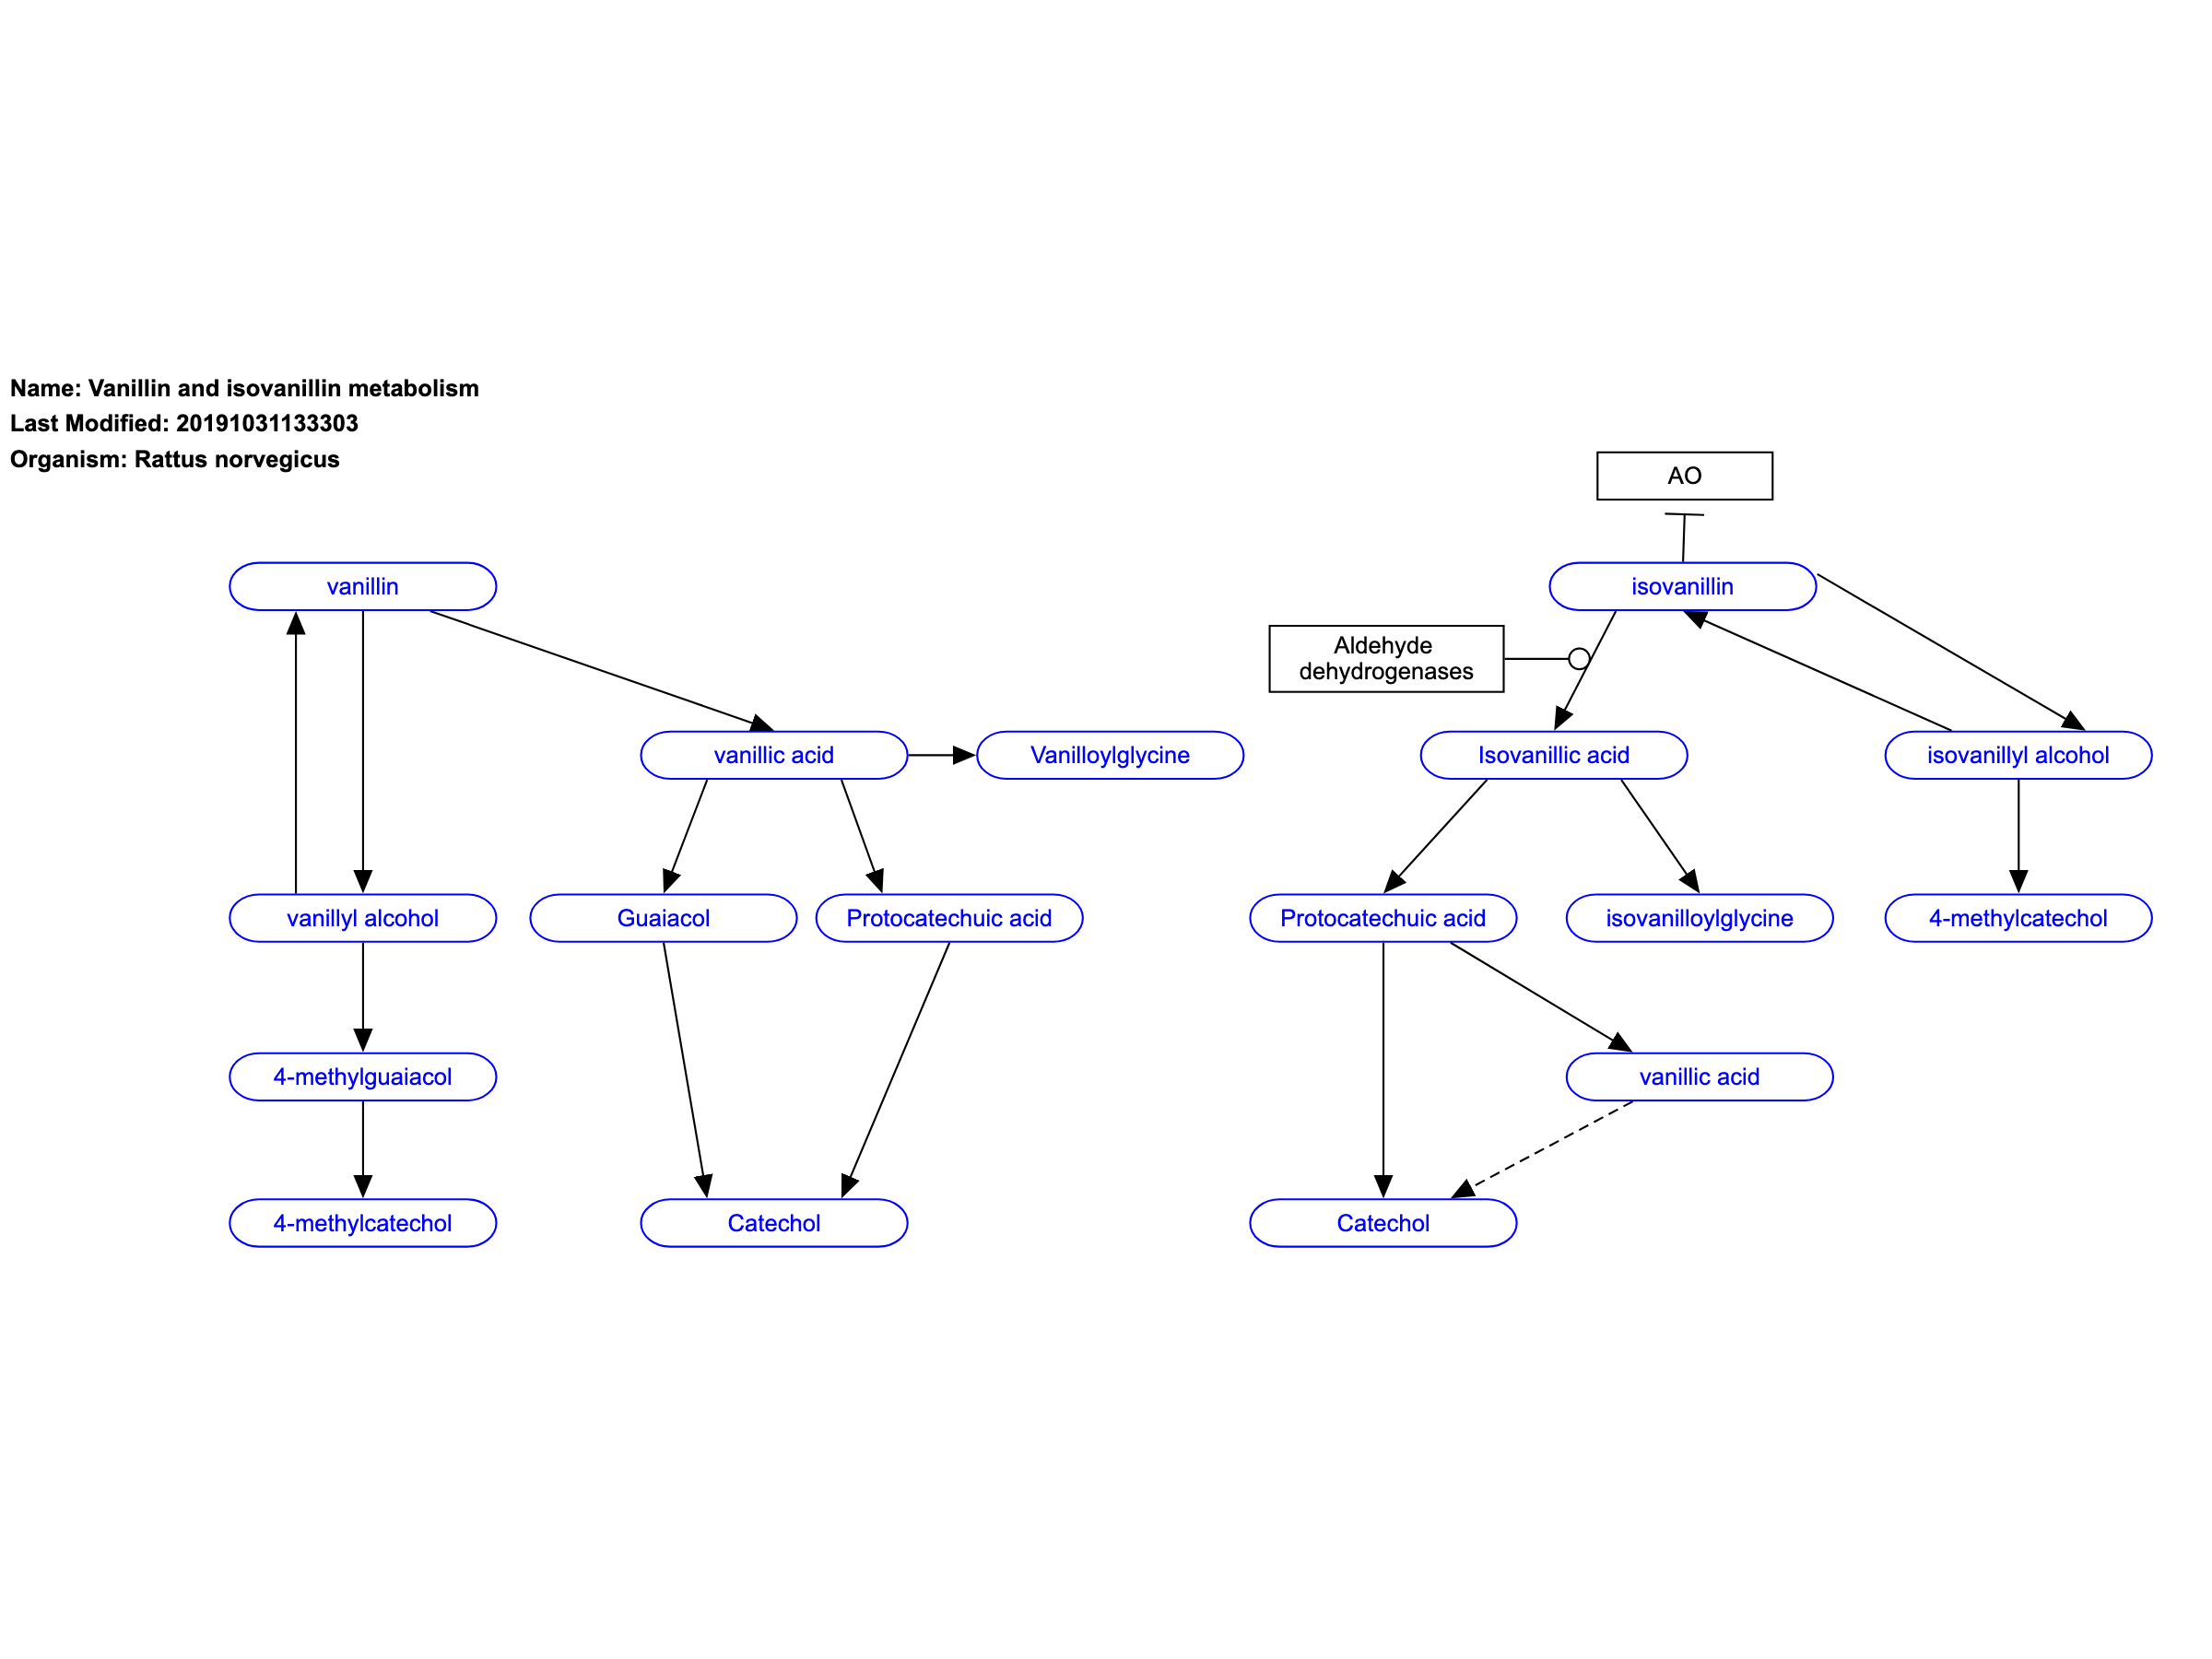 Name: Vanillin and isovanillin metabolism
Last Modified: 20191031133303
Organism: Rattus norvegicus
AO
vanillin
isovanillin
Aldehyde
dehydrogenases
vanillic acid
Vanilloylglycine
Isovanillic acid
isovanillyl alcohol
vanillyl alcohol
Guaiacol
Protocatechuic acid
Protocatechuic acid
isovanilloylglycine
4-methylcatechol
4-methylguaiacol
vanillic acid
4-methylcatechol
Catechol
Catechol